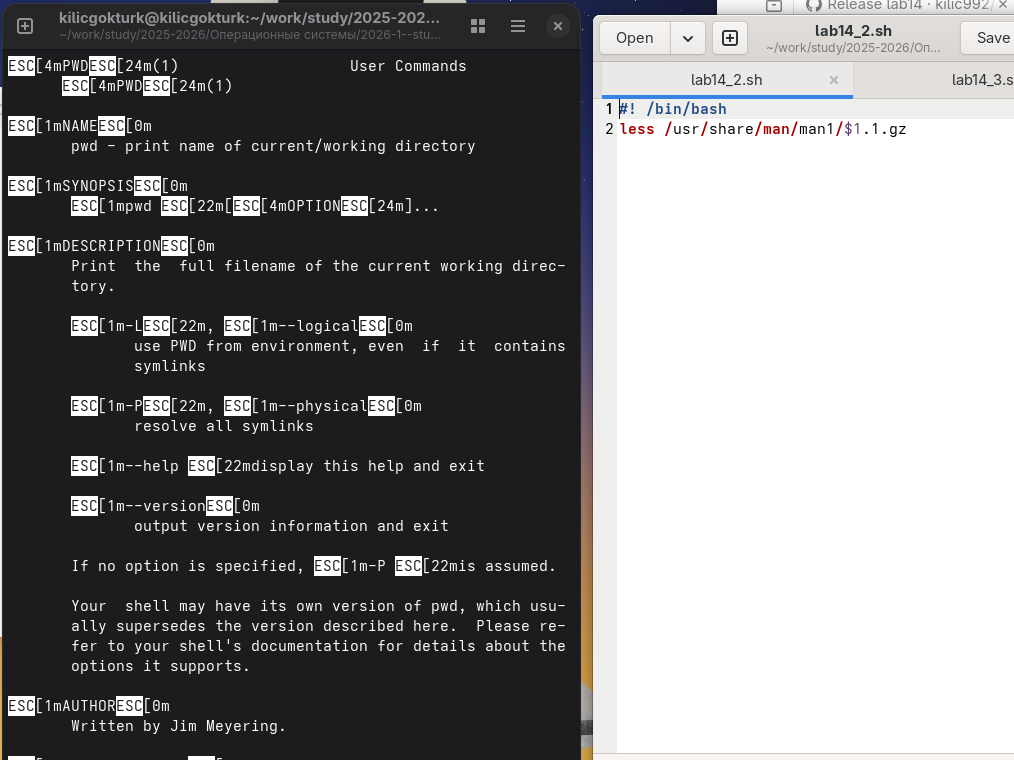 kilicgokturk@kilicgokturk:~/work/study/2025-202...
~/work/study/2025-2026/Операционные системы/2026-1--stu...
ESC[4mPWDESC[24m(1) User Commands
ESC[4mPWDESC[24m(1)
ESC[1mNAMEESC[0m
pwd - print name of current/working directory
ESC[1mSYNOPSISESC[0m
ESC[1mpwd ESC[22m[ESC[4mOPTIONESC[24m]...
ESC[1mDESCRIPTIONESC[0m
Print the full filename of the current working direc-
tory.
ESC[1m-LESC[22m, ESC[1m--logicalESC[0m
use PWD from environment, even if it contains
symlinks
ESC[1m-PESC[22m, ESC[1m--physicalESC[0m
resolve all symlinks
ESC[1m--help ESC[22mdisplay this help and exit
ESC[1m--versionESC[0m
output version information and exit
If no option is specified, ESC[1m-P ESC[22mis assumed.
Your shell may have its own version of pwd, which usu-
ally supersedes the version described here. Please re-
fer to your shell's documentation for details about the
options it supports.
ESC[1mAUTHORESC[0m
Written by Jim Meyering.
Release lab14 · kilic992/
Open
lab14_2.sh
~/work/study/2025-2026/Оп...
Save
lab14_2.sh
lab14_3.s
1 #! /bin/bash
2 less /usr/share/man/man1/$1.1.gz